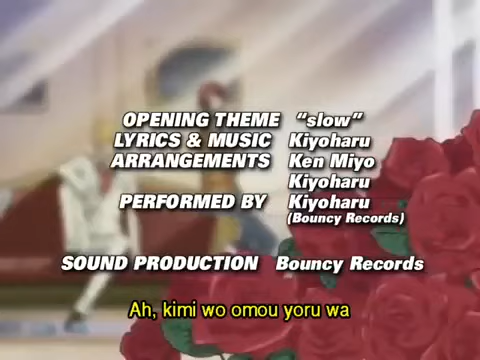 OPENING THEME "slow"
LYRICS & MUSIC Kiyoharu
ARRANGEMENTS Ken Miyo
Kiyoharu
PERFORMED BY Kiyoharu
(Bouncy Records)
SOUND PRODUCTION Bouncy Records
Ah, kimi wo omou yoru wa